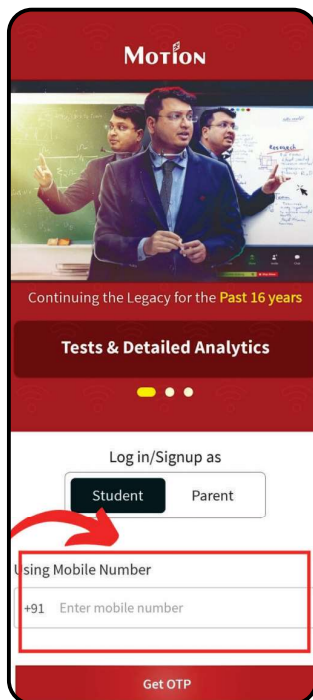 MOTION
Continuing the Legacy for the Past 16 years
Tests & Detailed Analytics
Log in/Signup as
Student Parent
Using Mobile Number
+91 Enter mobile number
Get OTP